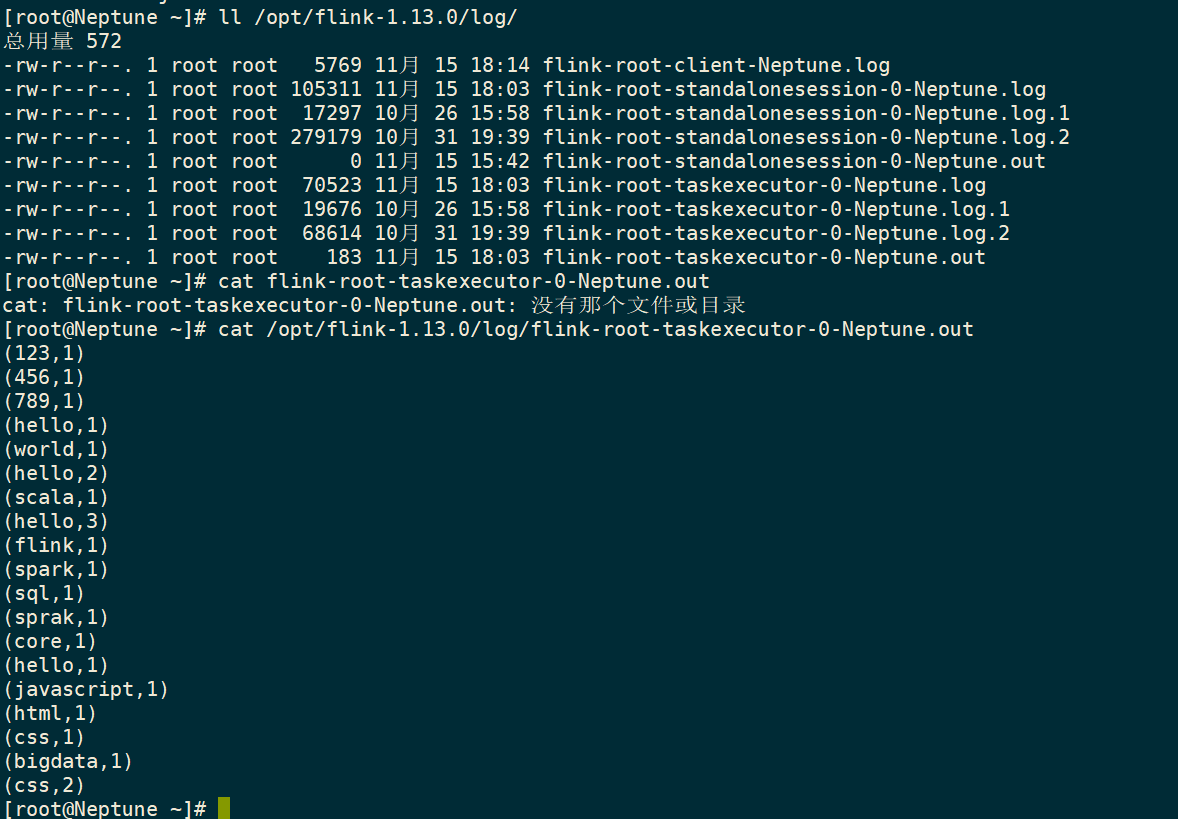 [root@Neptune ~]# ll /opt/flink-1.13.0/log/
总用量 572
-rw-r--r--. 1 root root   5769 11月 15 18:14 flink-root-client-Neptune.log
-rw-r--r--. 1 root root 105311 11月 15 18:03 flink-root-standalonesession-0-Neptune.log
-rw-r--r--. 1 root root  17297 10月 26 15:58 flink-root-standalonesession-0-Neptune.log.1
-rw-r--r--. 1 root root 279179 10月 31 19:39 flink-root-standalonesession-0-Neptune.log.2
-rw-r--r--. 1 root root      0 11月 15 15:42 flink-root-standalonesession-0-Neptune.out
-rw-r--r--. 1 root root  70523 11月 15 18:03 flink-root-taskexecutor-0-Neptune.log
-rw-r--r--. 1 root root  19676 10月 26 15:58 flink-root-taskexecutor-0-Neptune.log.1
-rw-r--r--. 1 root root  68614 10月 31 19:39 flink-root-taskexecutor-0-Neptune.log.2
-rw-r--r--. 1 root root    183 11月 15 18:03 flink-root-taskexecutor-0-Neptune.out
[root@Neptune ~]# cat flink-root-taskexecutor-0-Neptune.out
cat: flink-root-taskexecutor-0-Neptune.out: 没有那个文件或目录
[root@Neptune ~]# cat /opt/flink-1.13.0/log/flink-root-taskexecutor-0-Neptune.out
(123,1)
(456,1)
(789,1)
(hello,1)
(world,1)
(hello,2)
(scala,1)
(hello,3)
(flink,1)
(spark,1)
(sql,1)
(sprak,1)
(core,1)
(hello,1)
(javascript,1)
(html,1)
(css,1)
(bigdata,1)
(css,2)
[root@Neptune ~]#